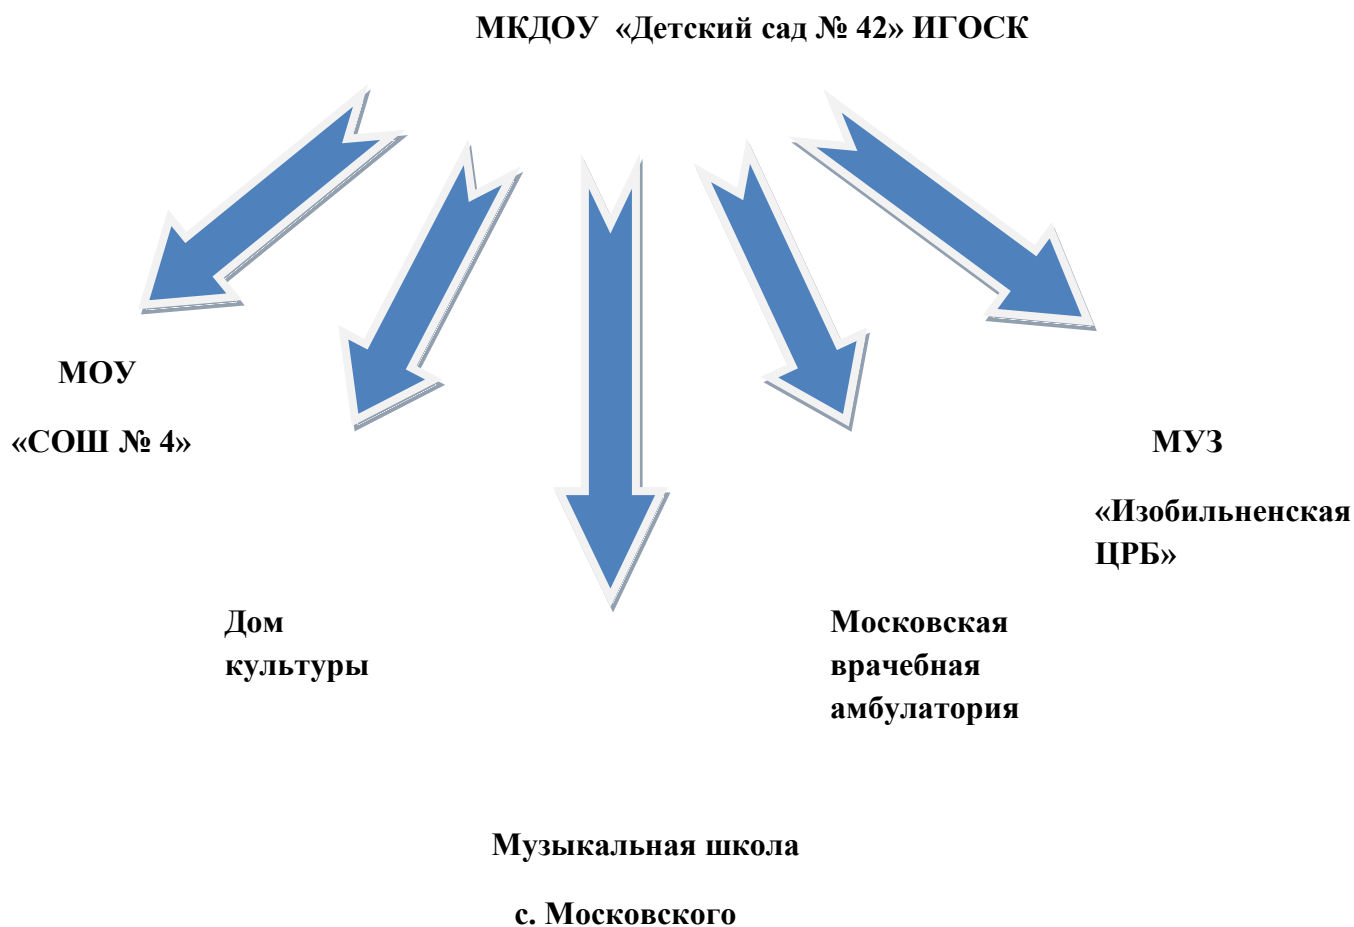 МКДОУ «Детский сад № 42» ИГОСК
МОУ
«СОШ № 4»
МУЗ
«Изобильненская
ЦРБ»
Дом
культуры
Московская
врачебная
амбулатория
Музыкальная школа
с. Московского